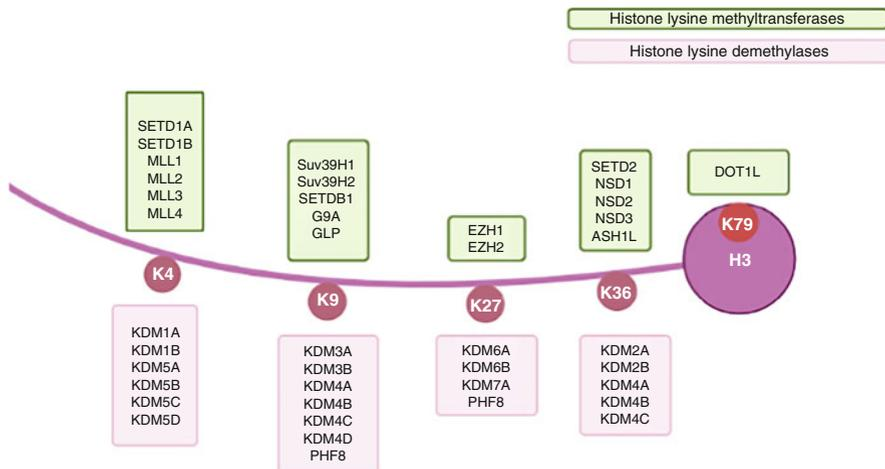 Histone lysine methyltransferases
Histone lysine demethylases
SETD1A
SETD1B
MLL1
MLL2
MLL3
MLL4
Suv39H1
Suv39H2
SETDB1
G9A
GLP
EZH1
EZH2
SETD2
NSD1
NSD2
NSD3
ASH1L
DOT1L
K4
K9
K27
K36
K79
H3
KDM1A
KDM1B
KDM5A
KDM5B
KDM5C
KDM5D
KDM3A
KDM3B
KDM4A
KDM4B
KDM4C
KDM4D
PHF8
KDM6A
KDM6B
KDM7A
PHF8
KDM2A
KDM2B
KDM4A
KDM4B
KDM4C